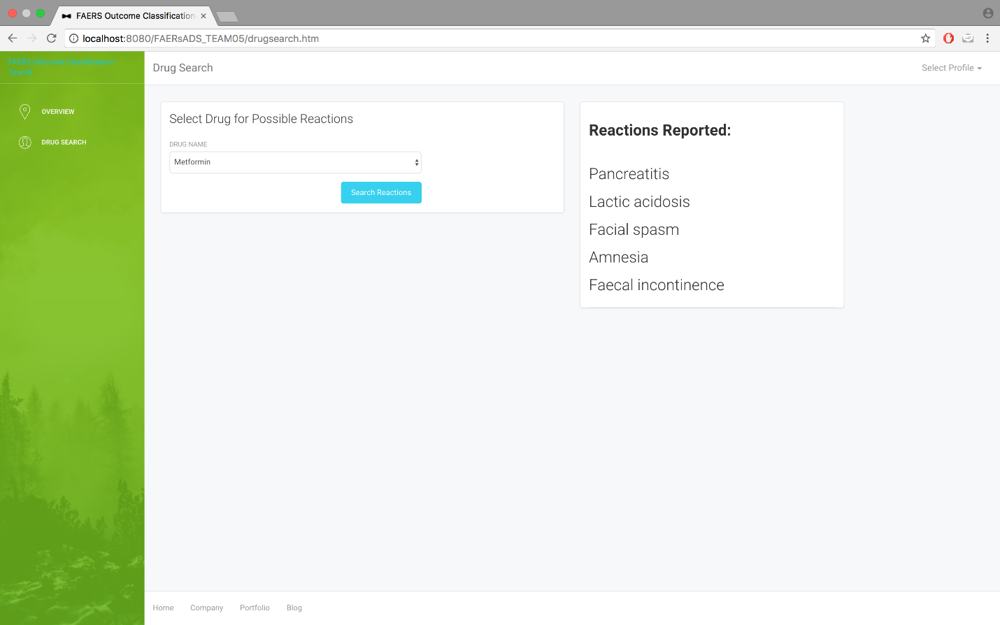 FAERS Outcome Classification
localhost:8080/FAERsADS_TEAM05/drugsearch.htm
FAERS Outcome Classification-
Team5
OVERVIEW
DRUG SEARCH
Drug Search
Select Profile
Select Drug for Possible Reactions
DRUG NAME
Metformin
Search Reactions
Reactions Reported:
Pancreatitis
Lactic acidosis
Facial spasm
Amnesia
Faecal incontinence
Home Company Portfolio Blog